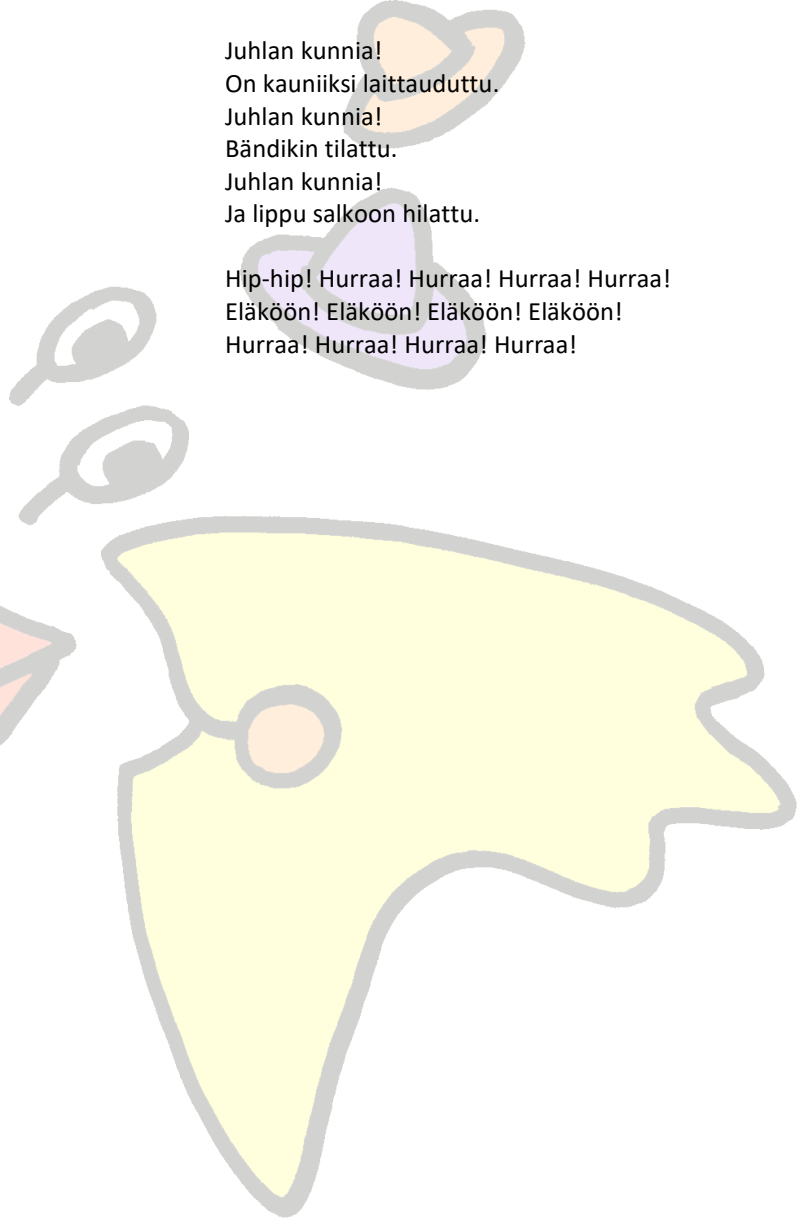 Juhlan kunnia!
On kauniiksi laittauduttu.
Juhlan kunnia!
Bändikin tilattu.
Juhlan kunnia!
Ja lippu salkoon hilattu.

Hip-hip! Hurraa! Hurraa! Hurraa! Hurraa!
Eläköön! Eläköön! Eläköön! Eläköön!
Hurraa! Hurraa! Hurraa! Hurraa!